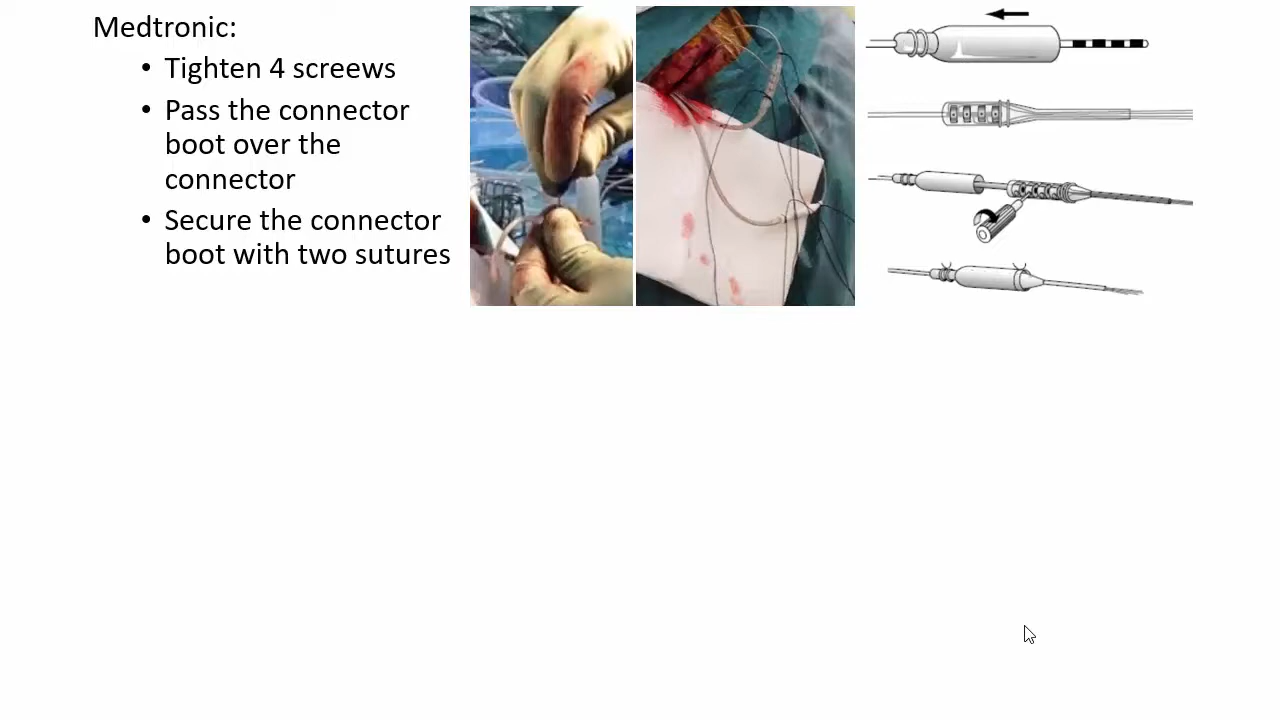 Medtronic:
• Tighten 4 screews
• Pass the connector
boot over the
connector
• Secure the connector
boot with two sutures